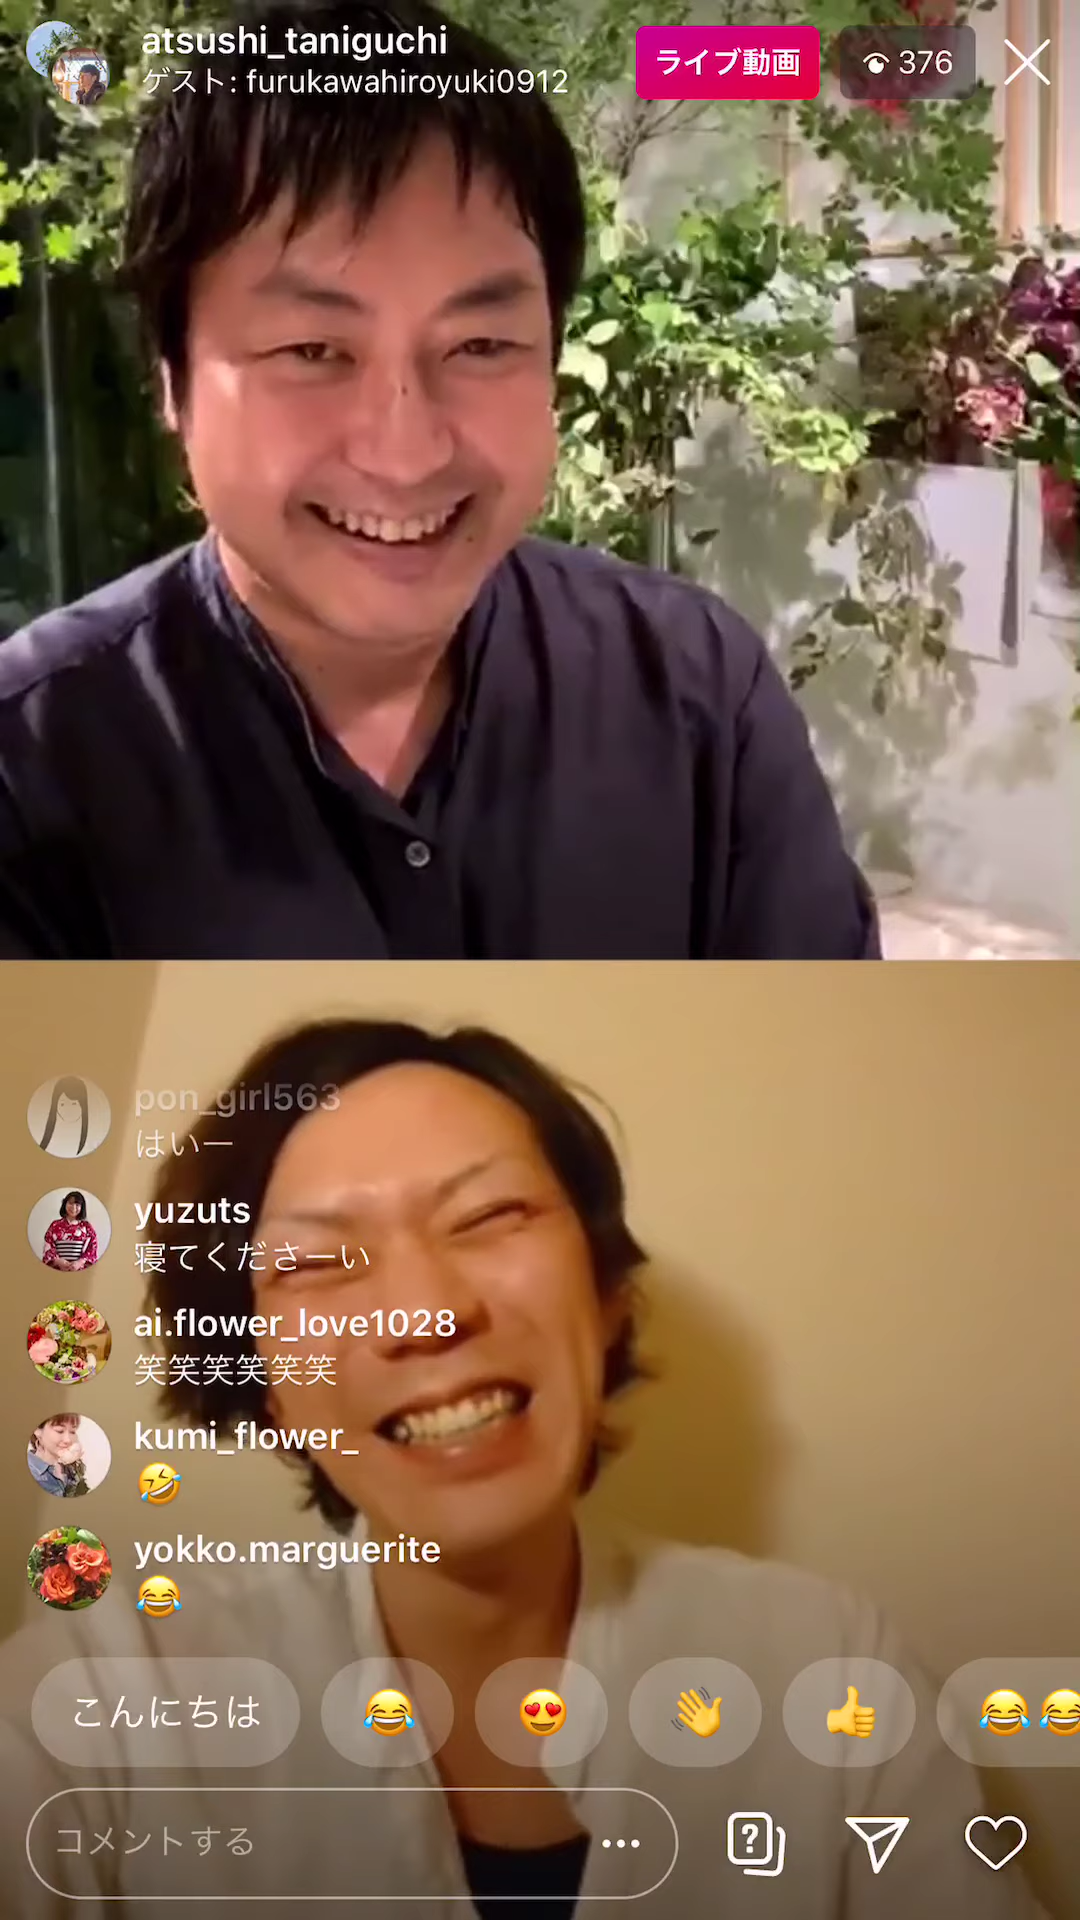 atsushi_taniguchi
ゲスト: furukawahiroyuki0912
ライブ動画
376
pon_girl563
はいー
yuzuts
寝てくださーい
ai.flower_love1028
笑笑笑笑笑笑
kumi_flower_
🤣
yokko.marguerite
😂
こんにちは 😂 😍 👋 👍 😂😂
コメントする